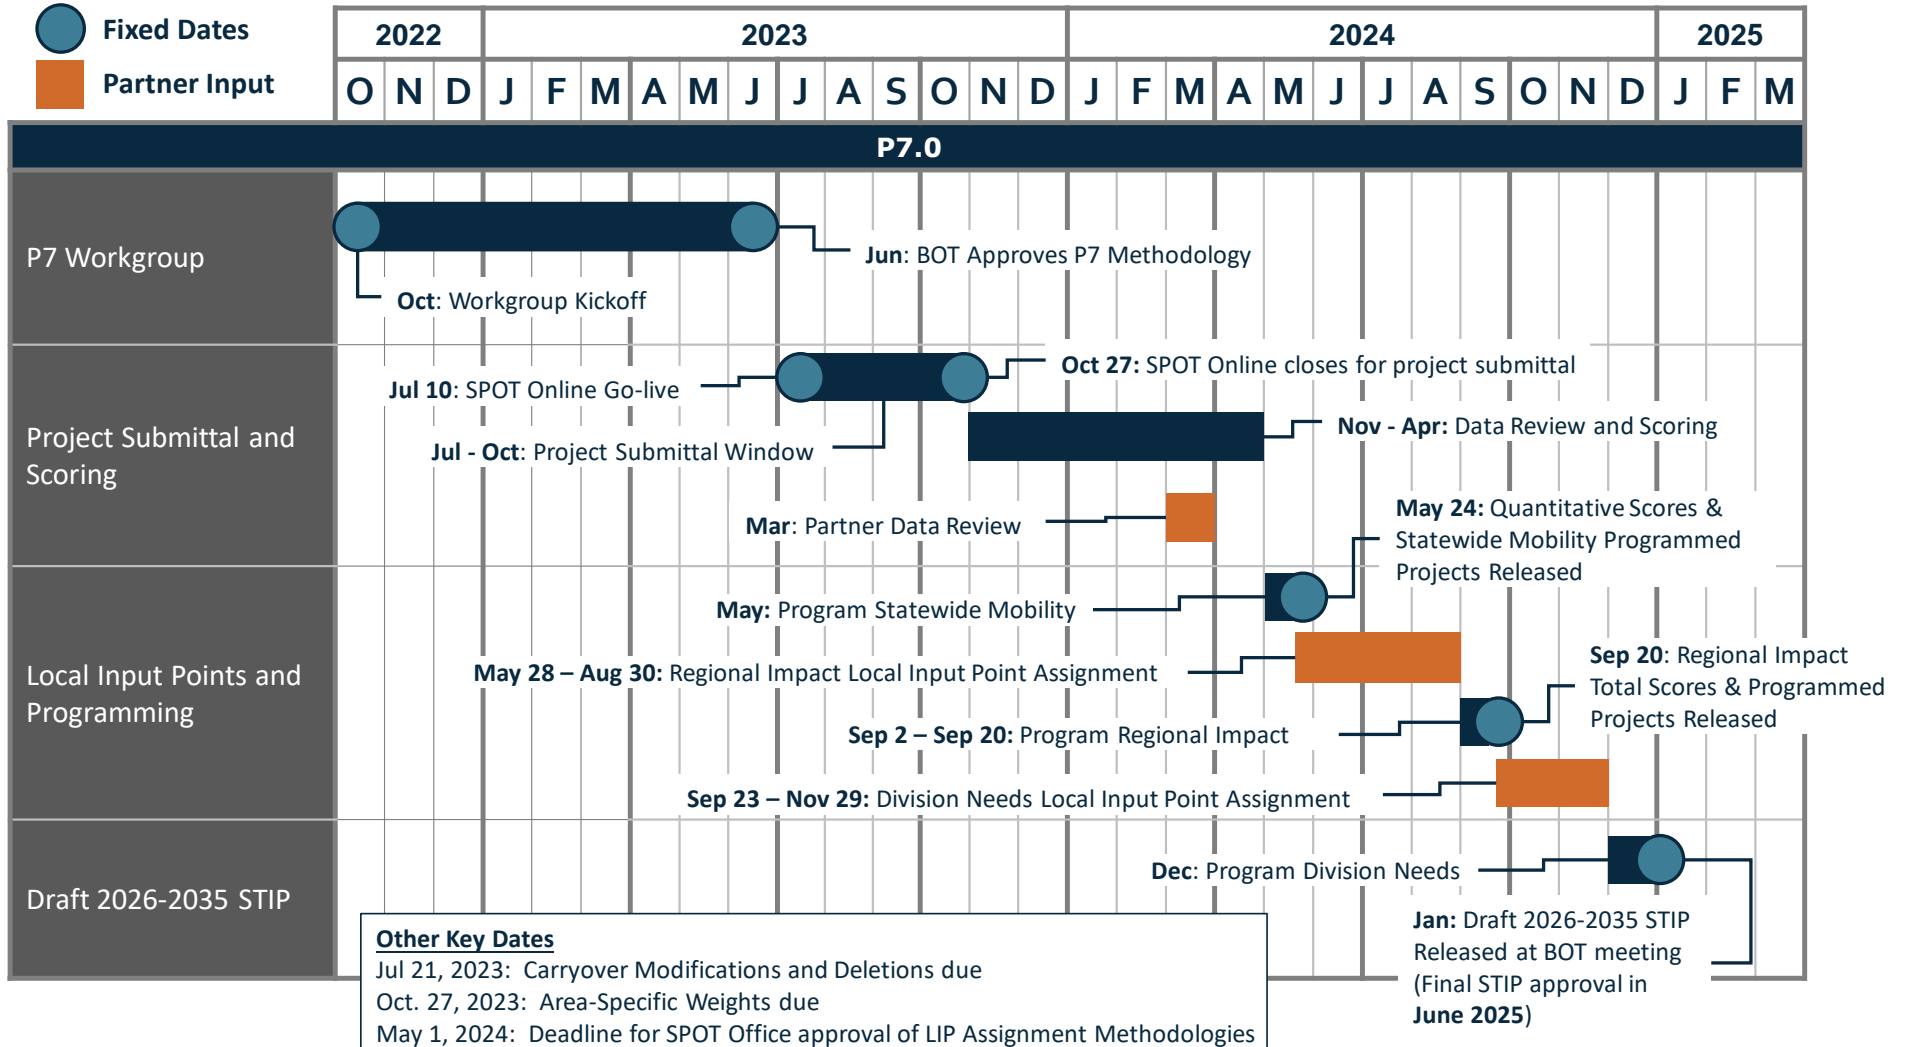 Fixed Dates
Partner Input
2022 2023 2024 2025
O N D J F M A M J J A S O N D J F M A M J J A S O N D J F M
P7.0
P7 Workgroup
Jun: BOT Approves P7 Methodology
Oct: Workgroup Kickoff
Project Submittal and
Scoring
Oct 27: SPOT Online closes for project submittal
Jul 10: SPOT Online Go-live
Nov - Apr: Data Review and Scoring
Jul - Oct: Project Submittal Window
Mar: Partner Data Review
May 24: Quantitative Scores &
Statewide Mobility Programmed
Projects Released
Local Input Points and
Programming
May: Program Statewide Mobility
May 28 – Aug 30: Regional Impact Local Input Point Assignment
Sep 20: Regional Impact
Total Scores & Programmed
Projects Released
Sep 2 – Sep 20: Program Regional Impact
Sep 23 – Nov 29: Division Needs Local Input Point Assignment
Draft 2026-2035 STIP
Dec: Program Division Needs
Jan: Draft 2026-2035 STIP
Released at BOT meeting
(Final STIP approval in
June 2025)
Other Key Dates
Jul 21, 2023: Carryover Modifications and Deletions due
Oct. 27, 2023: Area-Specific Weights due
May 1, 2024: Deadline for SPOT Office approval of LIP Assignment Methodologies